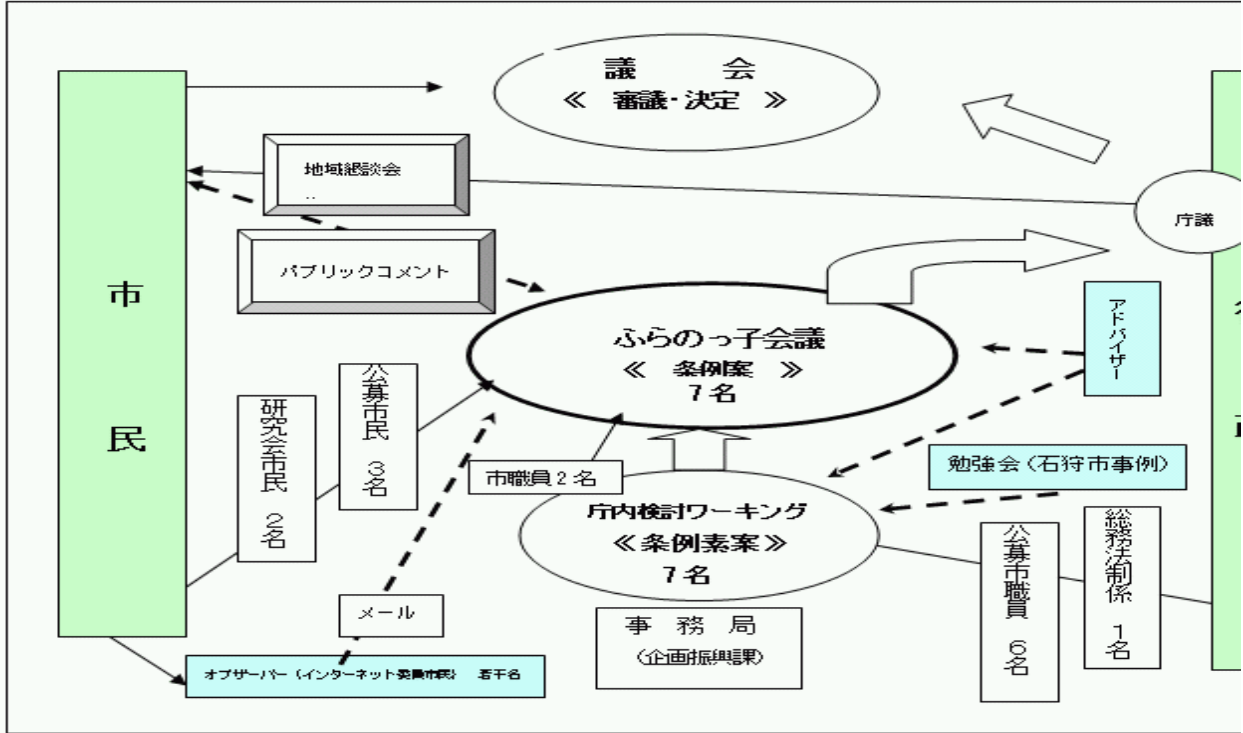 議　会
≪　審議・決定　≫
地域懇談会
..
庁議
パブリックコメント
市民
アドバイザー
ふらのっ子会議
≪　条例案　≫
7名
公募市民　3名
研究会市民　2名
市職員2名
勉強会(石狩市事例)
庁内検討ワーキング
≪条例素案≫
7名
総務法制係　1名
公募市職員　6名
メール
事　務　局
(企画振興課)
オブザーバー（インターネット委員市民）　若干名